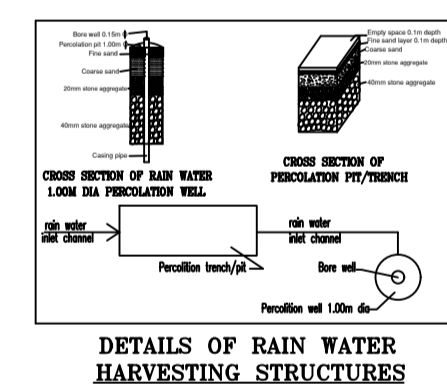 Bore well 0.15m ϕ
Percolation pit 1.00m ϕ
Fine sand
Coarse sand
20mm stone aggregate
40mm stone aggregate
Casing pipe
CROSS SECTION OF RAIN WATER
1.00M DIA PERCOLATION WELL
Empty space 0.1m depth
Fine sand layer 0.1m depth
Coarse sand
20mm stone aggregate
40mm stone aggregate
CROSS SECTION OF
PERCOLATION PIT/TRENCH
rain water
inlet channel
Percolition trench/pit
rain water
inlet channel
Bore well
Percolition well 1.00m dia
DETAILS OF RAIN WATER
HARVESTING STRUCTURES